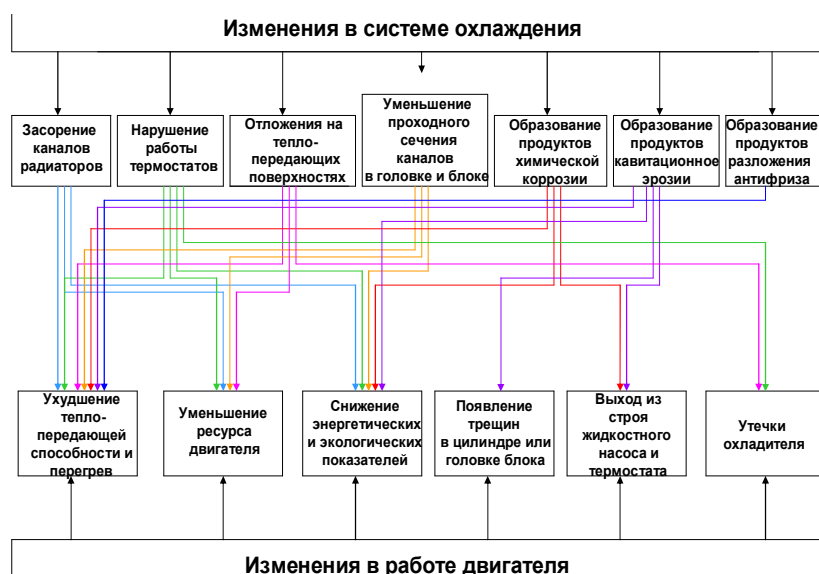 Изменения в системе охлаждения
Засорение
каналов
радиаторов
Нарушение
работы
термостатов
Отложения на
тепло-
передающих
поверхностях
Уменьшение
проходного
сечения
каналов
в головке и блоке
Образование
продуктов
химической
коррозии
Образование
продуктов
кавитационное
эрозии
Образование
продуктов
разложения
антифриза
Ухудшение
тепло-
передающей
способности и
перегрев
Уменьшение
ресурса
двигателя
Снижение
энергетических
и экологических
показателей
Появление
трещин
в цилиндре или
головке блока
Выход из
строя
жидкостного
насоса и
термостата
Утечки
охладителя
Изменения в работе двигателя